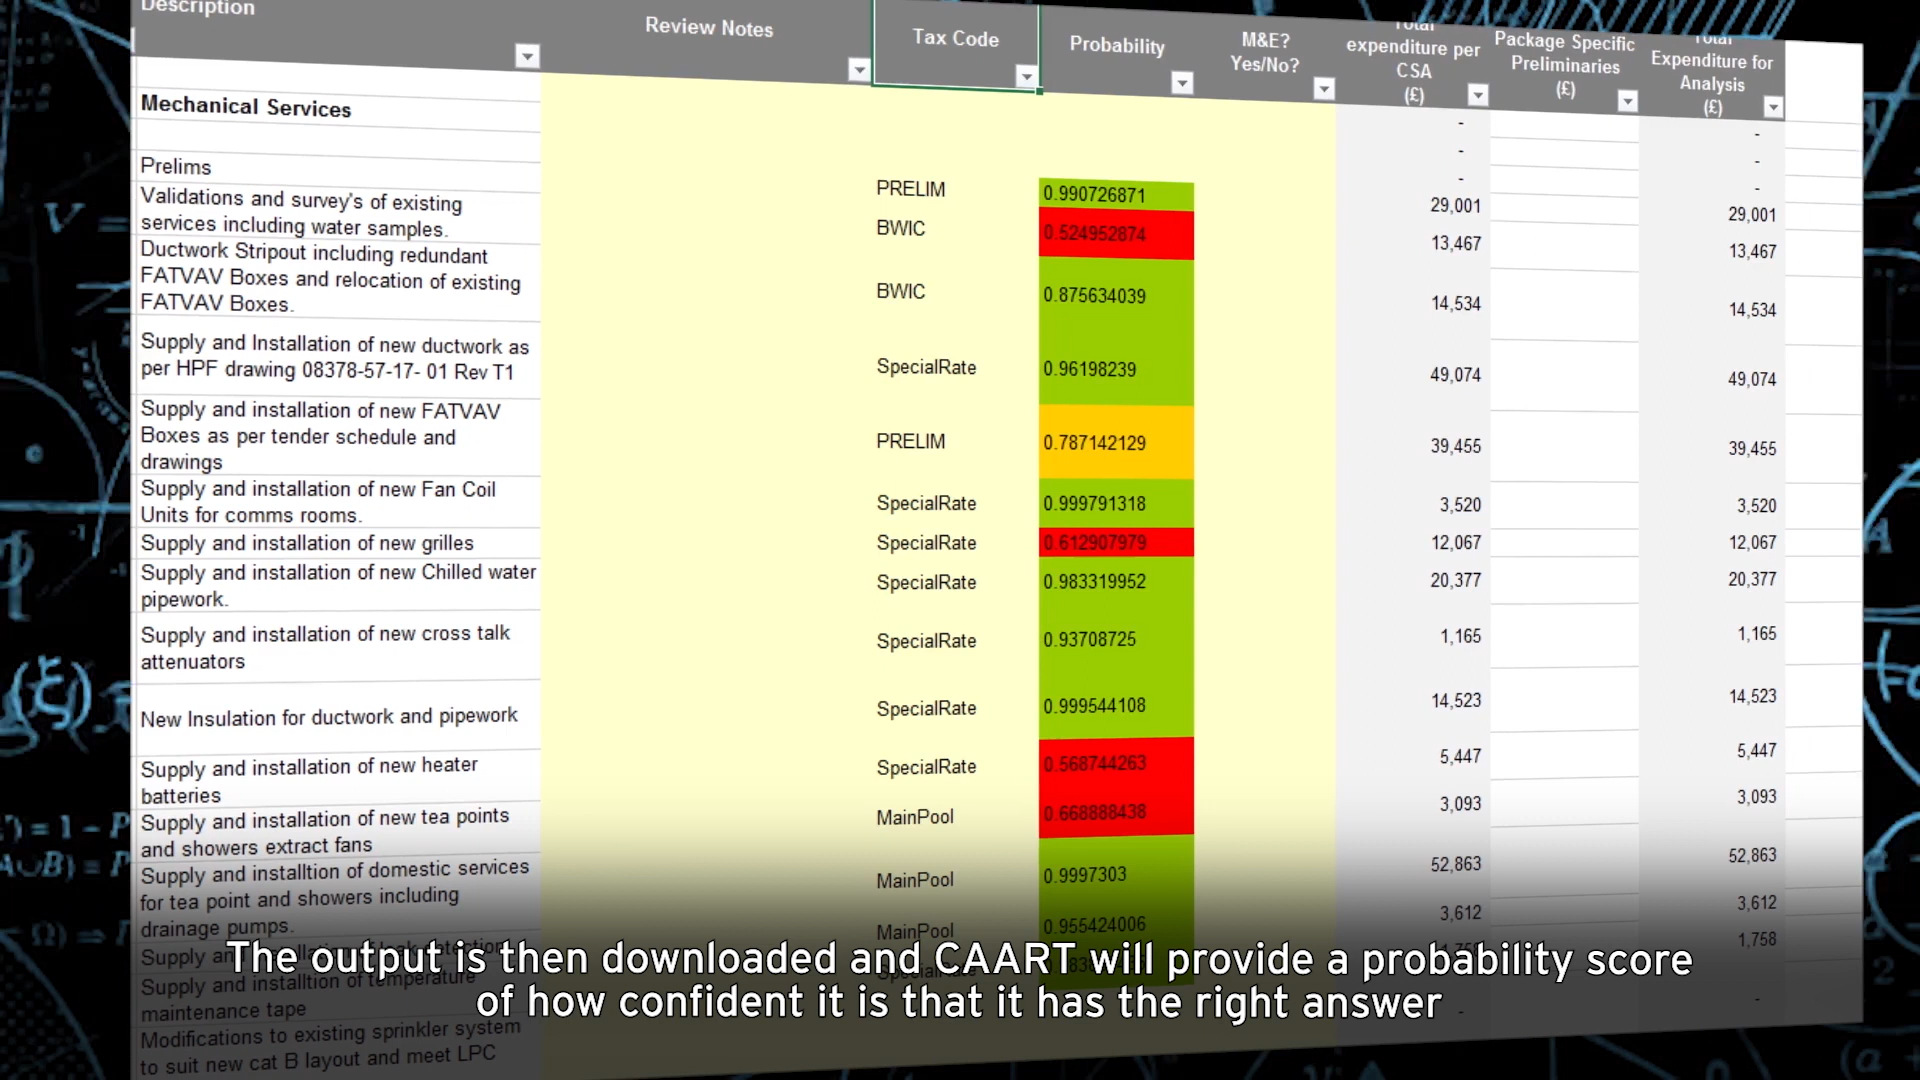 Description
Review Notes
Tax Code
Probability
M&E?
Yes/No?
Total
expenditure per
CSA
(£)
Package Specific
Preliminaries
(£)
Total
Expenditure for
Analysis
(£)
Mechanical Services
-
-
-
-
Prelims
-
-
Validations and survey's of existing
services including water samples.
PRELIM
0.990726871
29,001
29,001
Ductwork Stripout including redundant
FATVAV Boxes and relocation of existing
FATVAV Boxes.
BWIC
0.524952874
13,467
13,467
BWIC
0.875634039
14,534
14,534
Supply and Installation of new ductwork as
per HPF drawing 08378-57-17- 01 Rev T1
SpecialRate
0.96198239
49,074
49,074
Supply and installation of new FATVAV
Boxes as per tender schedule and
drawings
PRELIM
0.787142129
39,455
39,455
Supply and installation of new Fan Coil
Units for comms rooms.
SpecialRate
0.999791318
3,520
3,520
Supply and installation of new grilles
SpecialRate
0.612907979
12,067
12,067
Supply and installation of new Chilled water
pipework.
SpecialRate
0.983319952
20,377
20,377
Supply and installation of new cross talk
attenuators
SpecialRate
0.93708725
1,165
1,165
New Insulation for ductwork and pipework
SpecialRate
0.999544108
14,523
14,523
Supply and installation of new heater
batteries
SpecialRate
0.568744263
5,447
5,447
Supply and installation of new tea points
and showers extract fans
MainPool
0.668888438
3,093
3,093
Supply and installtion of domestic services
for tea point and showers including
drainage pumps.
MainPool
0.9997303
52,863
52,863
MainPool
0.955424006
3,612
3,612
Supply and
SpecialRate
1,758
Supply and installtion of temperature
maintenance tape
-
-
Modifications to existing sprinkler system
to suit new cat B layout and meet LPC
The output is then downloaded and CAART will provide a probability score
of how confident it is that it has the right answer